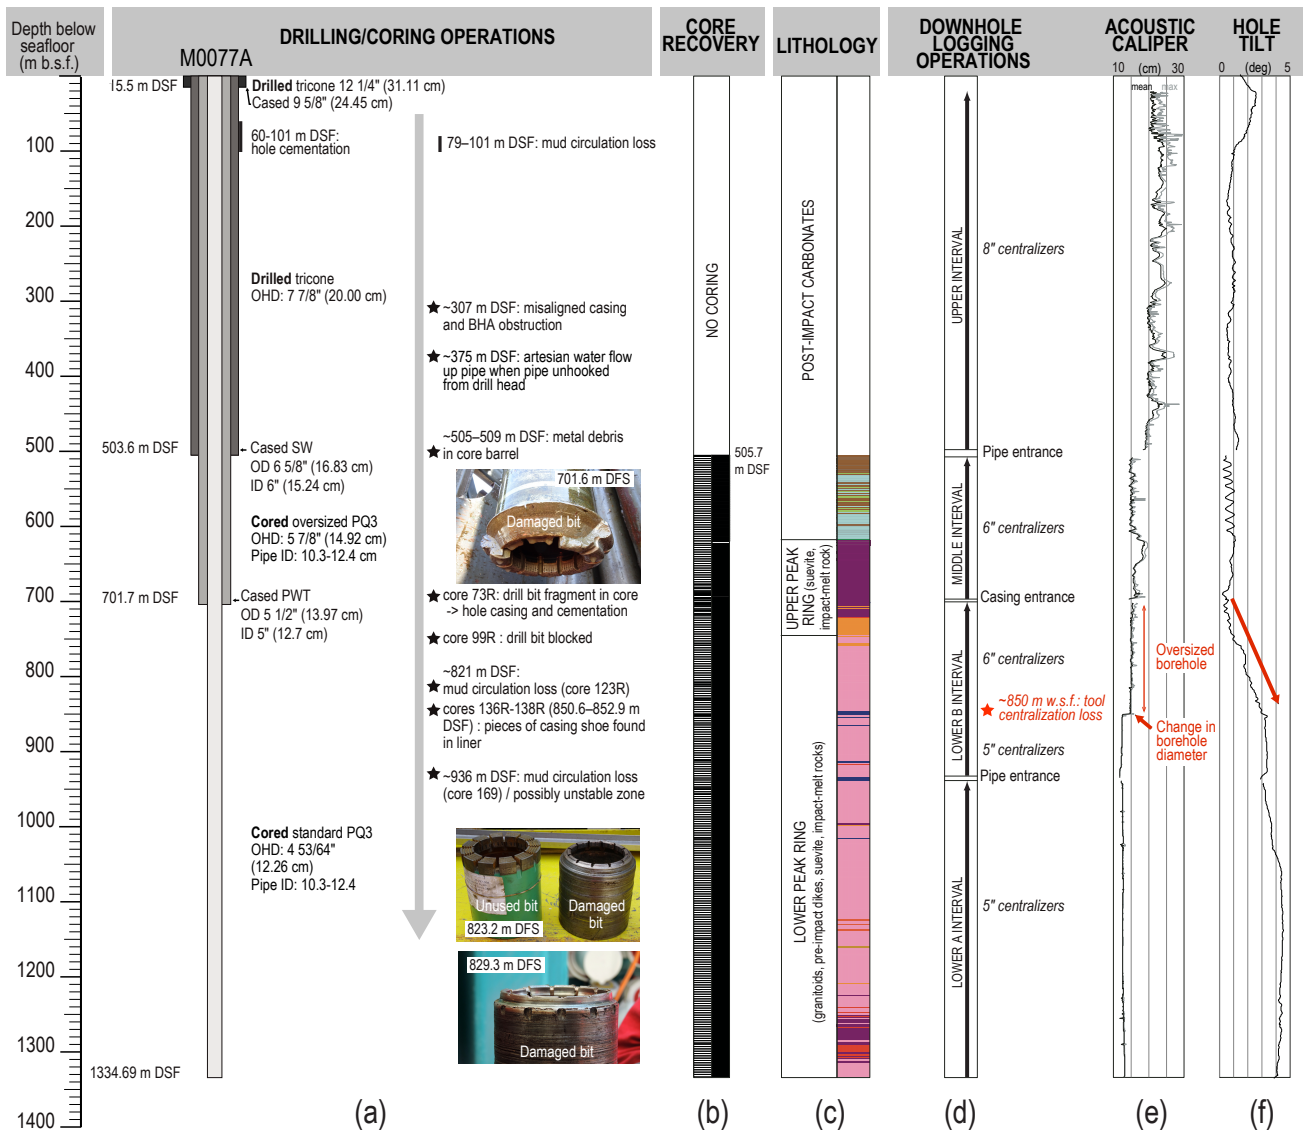 Depth below
seafloor
(m b.s.f.)
DRILLING/CORING OPERATIONS
M0077A
CORE
RECOVERY
LITHOLOGY
DOWNHOLE
LOGGING
OPERATIONS
ACOUSTIC
CALIPER
10 (cm) 30
HOLE
TILT
0 (deg) 5
mean max
100
200
300
400
500
600
700
800
900
1000
1100
1200
1300
1400
15.5 m DSF
503.6 m DSF
701.7 m DSF
1334.69 m DSF
Drilled tricone 12 1/4" (31.11 cm)
Cased 9 5/8" (24.45 cm)
60-101 m DSF:
hole cementation
Drilled tricone
OHD: 7 7/8" (20.00 cm)
Cased SW
OD 6 5/8" (16.83 cm)
ID 6" (15.24 cm)
Cored oversized PQ3
OHD: 5 7/8" (14.92 cm)
Pipe ID: 10.3-12.4 cm
Cased PWT
OD 5 1/2" (13.97 cm)
ID 5" (12.7 cm)
Cored standard PQ3
OHD: 4 53/64"
(12.26 cm)
Pipe ID: 10.3-12.4
79–101 m DSF: mud circulation loss
~307 m DSF: misaligned casing
and BHA obstruction
~375 m DSF: artesian water flow
up pipe when pipe unhooked
from drill head
~505–509 m DSF: metal debris
in core barrel
701.6 m DFS
Damaged bit
core 73R: drill bit fragment in core
-> hole casing and cementation
core 99R : drill bit blocked
~821 m DSF:
mud circulation loss (core 123R)
cores 136R-138R (850.6–852.9 m
DSF) : pieces of casing shoe found
in liner
~936 m DSF: mud circulation loss
(core 169) / possibly unstable zone
Unused bit
Damaged
bit
823.2 m DFS
829.3 m DFS
Damaged bit
NO CORING
505.7
m DSF
POST-IMPACT CARBONATES
UPPER PEAK
RING (suevite,
impact-melt rock)
LOWER PEAK RING
(granitoids, pre-impact dikes, suevite, impact-melt rocks)
UPPER INTERVAL
8" centralizers
Pipe entrance
MIDDLE INTERVAL
6" centralizers
Casing entrance
LOWER B INTERVAL
6" centralizers
~850 m w.s.f.: tool
centralization loss
5" centralizers
Pipe entrance
LOWER A INTERVAL
5" centralizers
Oversized
borehole
Change in
borehole
diameter
(a)
(b)
(c)
(d)
(e)
(f)